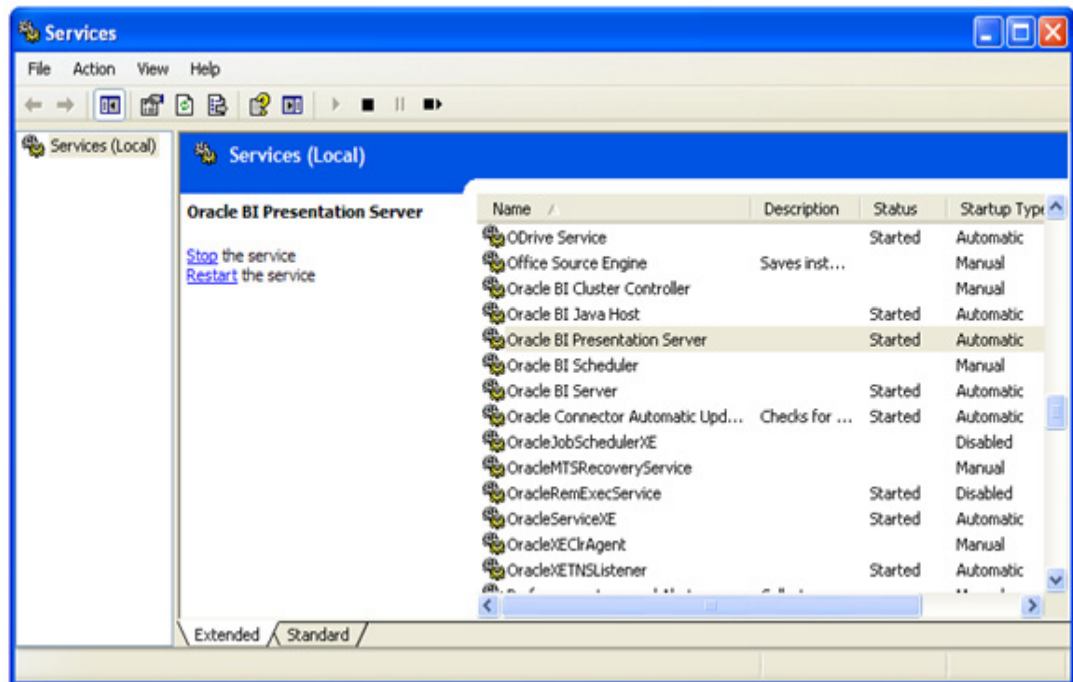 Services
File Action View Help
Services (Local)
Services (Local)
Oracle BI Presentation Server
Stop the service
Restart the service
Name Description Status Startup Type
ODrive Service Started Automatic
Office Source Engine Saves inst... Manual
Oracle BI Cluster Controller Manual
Oracle BI Java Host Started Automatic
Oracle BI Presentation Server Started Automatic
Oracle BI Scheduler Manual
Oracle BI Server Started Automatic
Oracle Connector Automatic Upd... Checks for ... Started Automatic
OracleJobSchedulerXE Disabled
OracleMTSRecoveryService Manual
OracleRemExecService Started Disabled
OracleServiceXE Started Automatic
OracleXEClrAgent Manual
OracleXETNSListener Started Automatic
Extended Standard